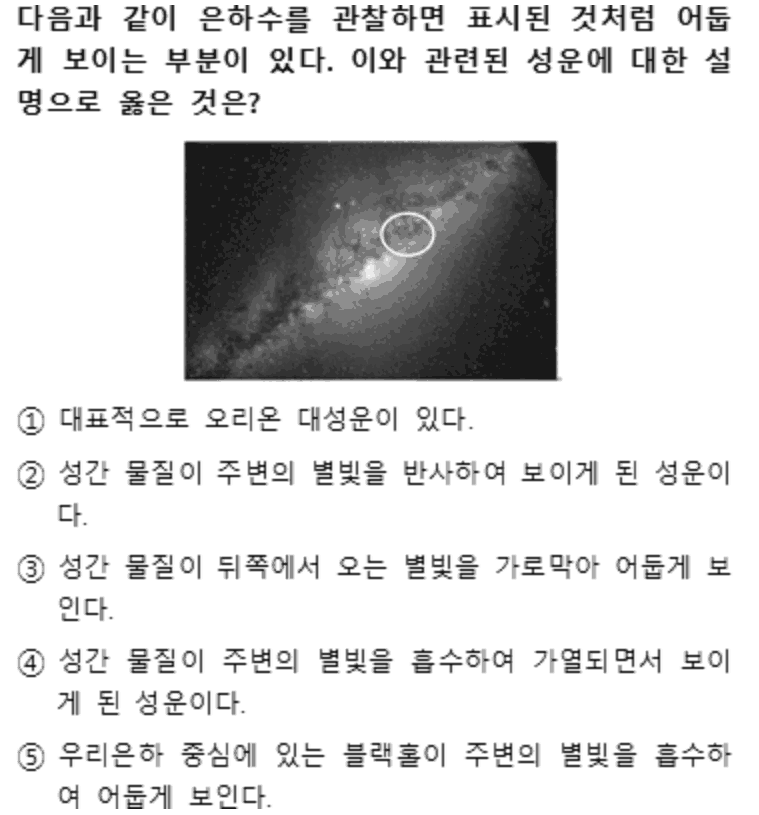 다음과 같이 은하수를 관찰하면 표시된 것처럼 어둡
게 보이는 부분이 있다. 이와 관련된 성운에 대한 설
명으로 옳은 것은?
① 대표적으로 오리온 대성운이 있다.
② 성간 물질이 주변의 별빛을 반사하여 보이게 된 성운이
다.
③ 성간 물질이 뒤쪽에서 오는 별빛을 가로막아 어둡게 보
인다.
④ 성간 물질이 주변의 별빛을 흡수하여 가열되면서 보이
게 된 성운이다.
⑤ 우리은하 중심에 있는 블랙홀이 주변의 별빛을 흡수하
여 어둡게 보인다.